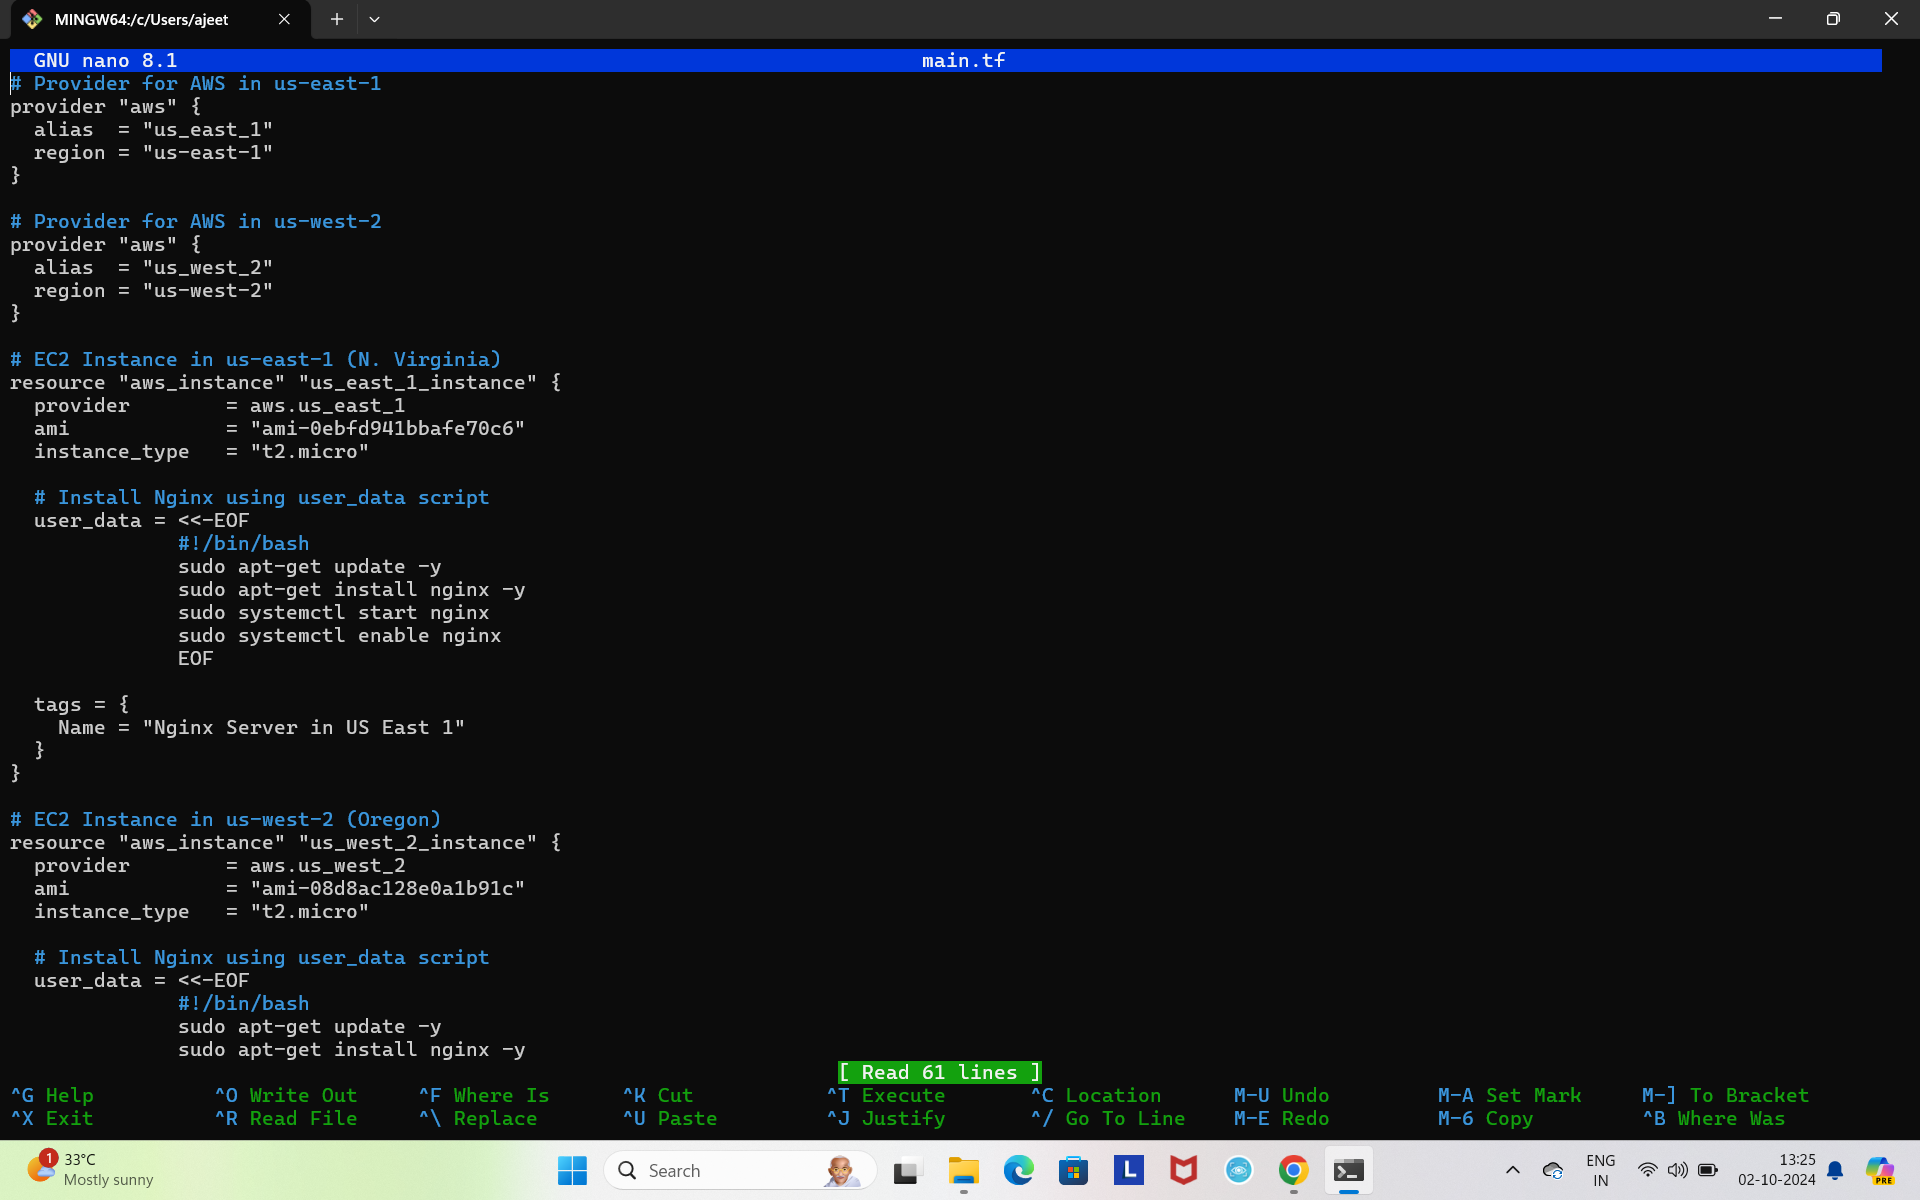 MINGW64:/c/Users/ajeet
GNU nano 8.1 main.tf
# Provider for AWS in us-east-1
provider "aws" {
  alias  = "us_east_1"
  region = "us-east-1"
}

# Provider for AWS in us-west-2
provider "aws" {
  alias  = "us_west_2"
  region = "us-west-2"
}

# EC2 Instance in us-east-1 (N. Virginia)
resource "aws_instance" "us_east_1_instance" {
  provider        = aws.us_east_1
  ami             = "ami-0ebfd941bbafe70c6"
  instance_type   = "t2.micro"

  # Install Nginx using user_data script
  user_data = <<-EOF
              #!/bin/bash
              sudo apt-get update -y
              sudo apt-get install nginx -y
              sudo systemctl start nginx
              sudo systemctl enable nginx
              EOF

  tags = {
    Name = "Nginx Server in US East 1"
  }
}

# EC2 Instance in us-west-2 (Oregon)
resource "aws_instance" "us_west_2_instance" {
  provider        = aws.us_west_2
  ami             = "ami-08d8ac128e0a1b91c"
  instance_type   = "t2.micro"

  # Install Nginx using user_data script
  user_data = <<-EOF
              #!/bin/bash
              sudo apt-get update -y
              sudo apt-get install nginx -y
[ Read 61 lines ]
^G Help ^O Write Out ^F Where Is ^K Cut ^T Execute ^C Location M-U Undo M-A Set Mark M-] To Bracket
^X Exit ^R Read File ^\ Replace ^U Paste ^J Justify ^/ Go To Line M-E Redo M-6 Copy ^B Where Was
1 33°C
Mostly sunny
Search
L
ENG
IN
13:25
02-10-2024
PRE